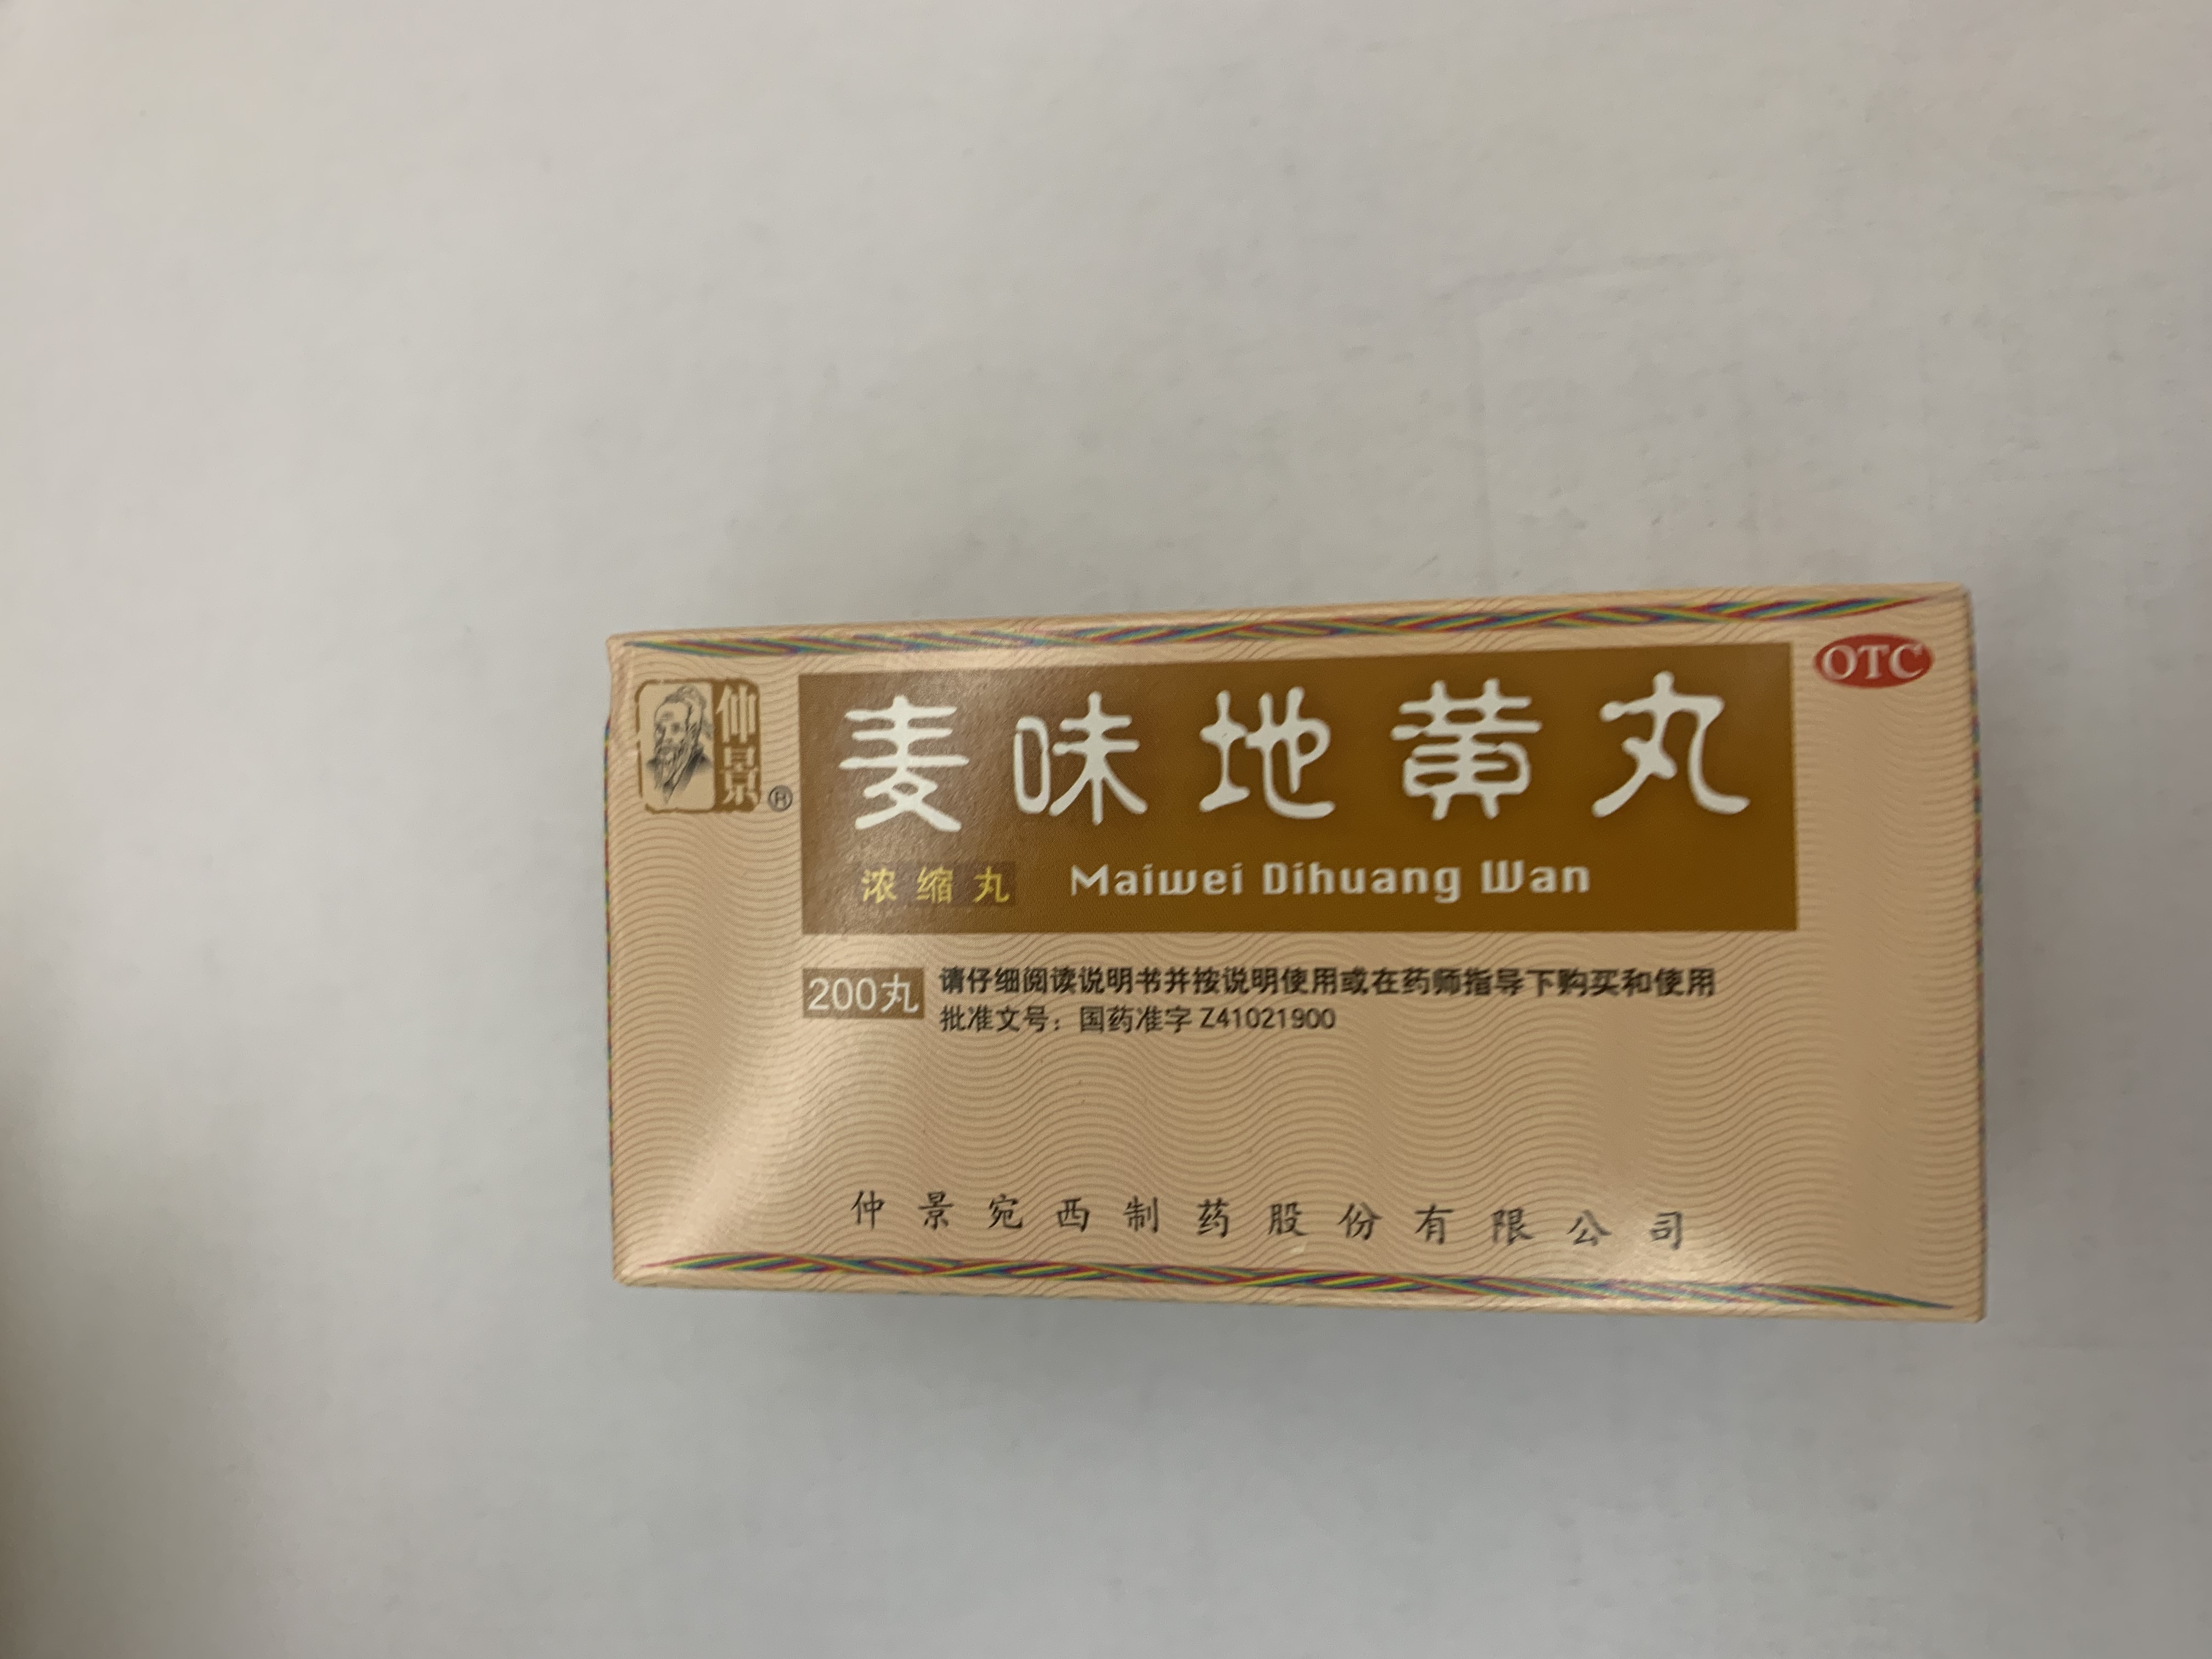 仲景®
OTC
麦味地黄丸
浓缩丸 Maiwei Dihuang Wan
200丸
请仔细阅读说明书并按说明使用或在药师指导下购买和使用
批准文号：国药准字 Z41021900
仲景宛西制药股份有限公司